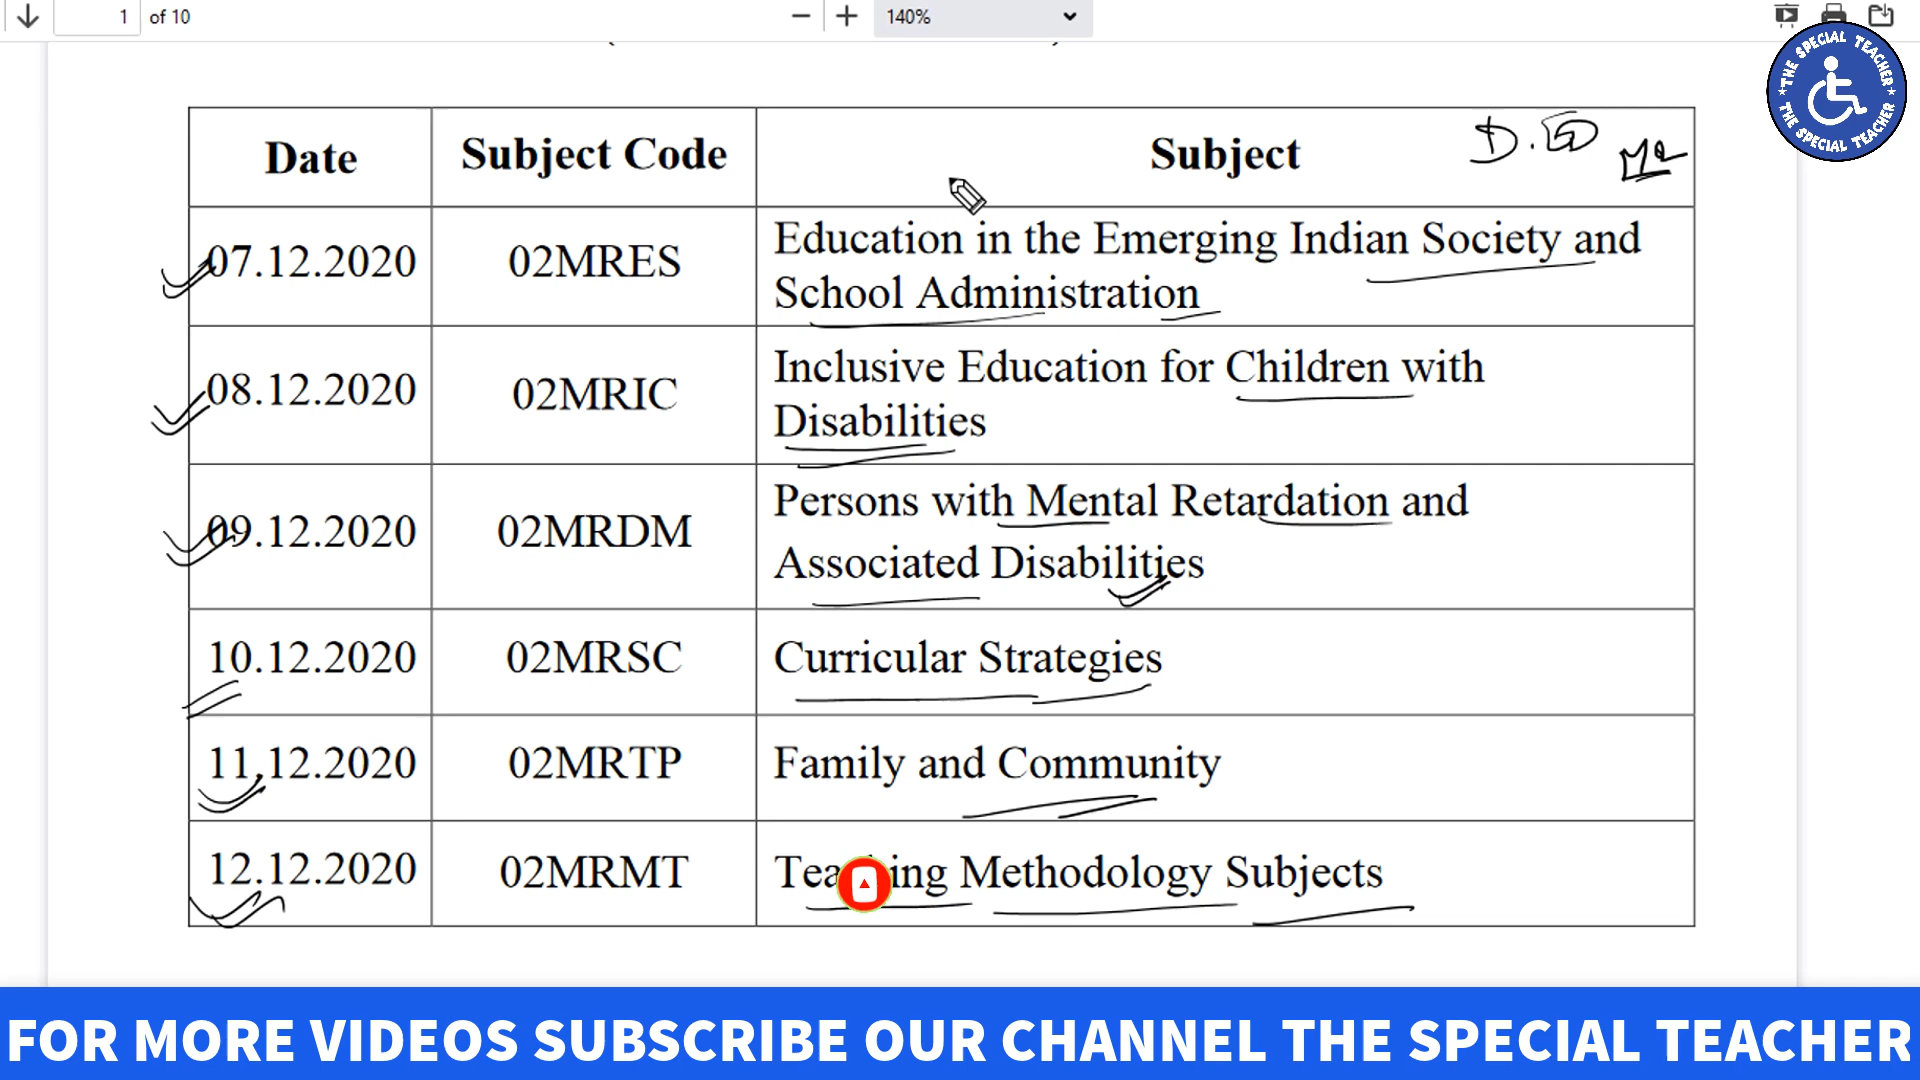 1 of 10
140%
THE SPECIAL TEACHER
THE SPECIAL TEACHER
Date Subject Code Subject D.ED MR
07.12.2020 02MRES Education in the Emerging Indian Society and
School Administration
08.12.2020 02MRIC Inclusive Education for Children with
Disabilities
09.12.2020 02MRDM Persons with Mental Retardation and
Associated Disabilities
10.12.2020 02MRSC Curricular Strategies
11.12.2020 02MRTP Family and Community
12.12.2020 02MRMT Teaching Methodology Subjects
FOR MORE VIDEOS SUBSCRIBE OUR CHANNEL THE SPECIAL TEACHER